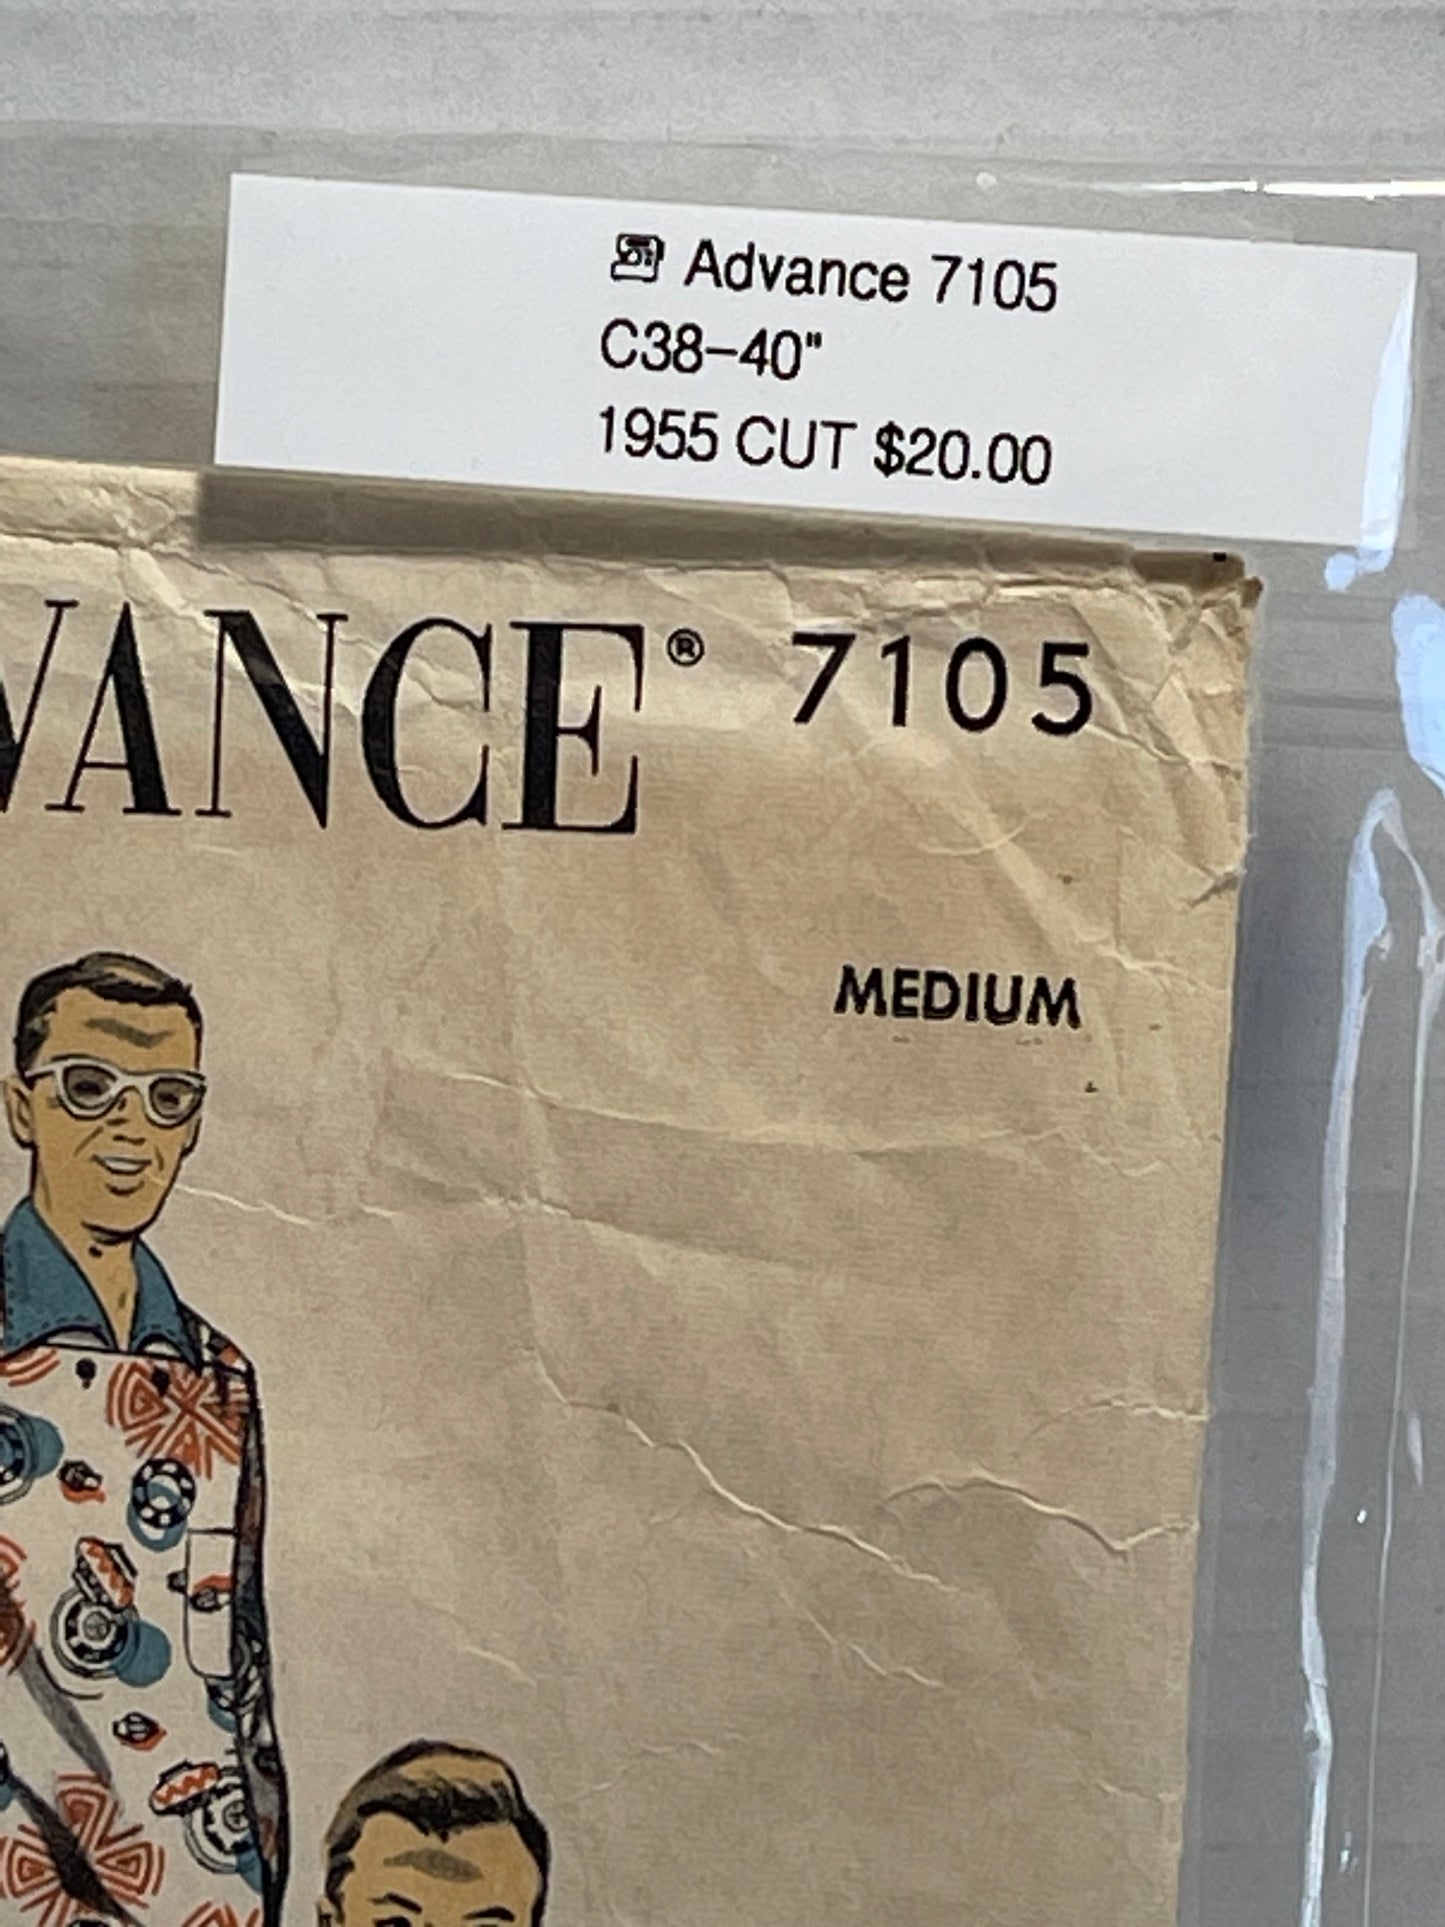 Advance 7105
C38-40"
1955 CUT $20.00
VANCE® 7105
MEDIUM